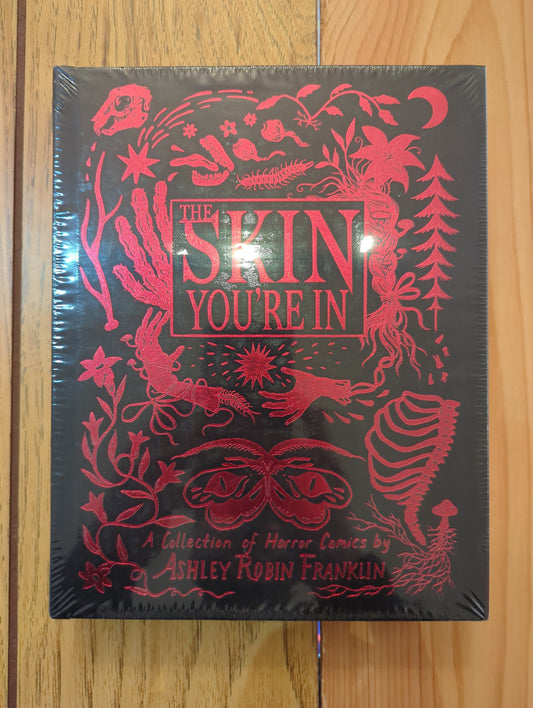 THE
SKIN
YOU'RE IN
A Collection of Horror Comics by
ASHLEY ROBIN FRANKLIN